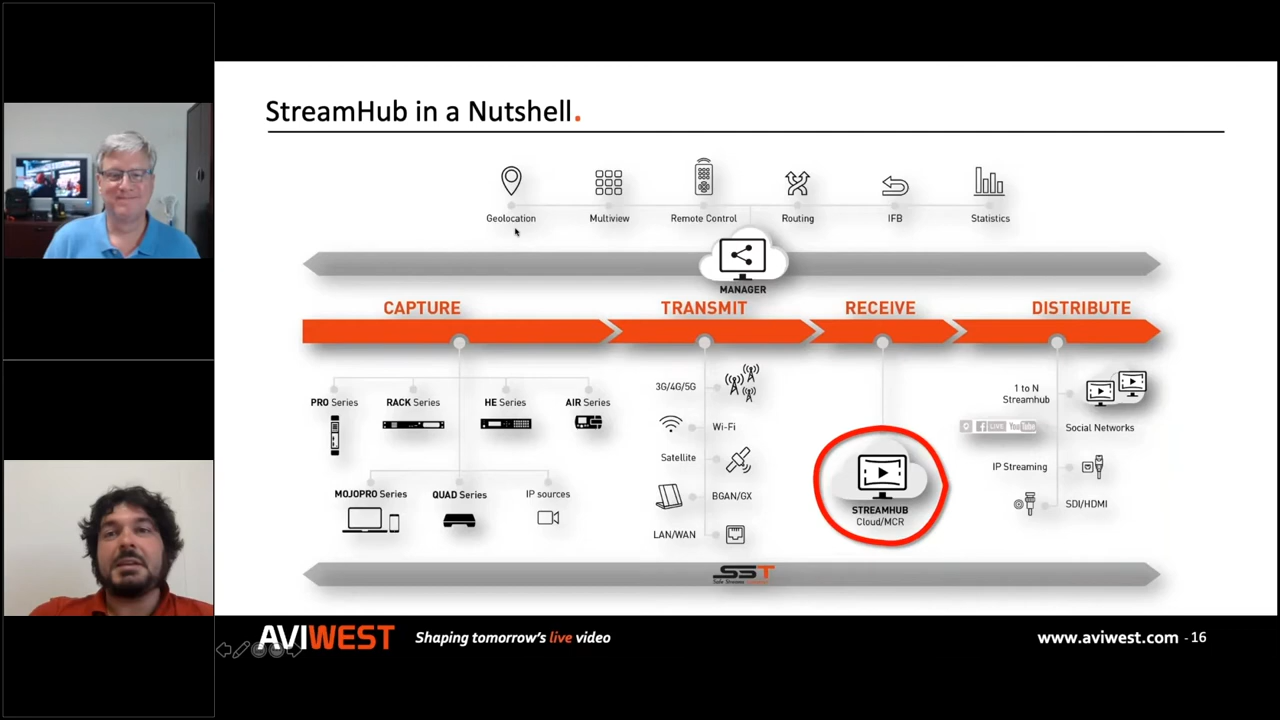 StreamHub in a Nutshell.
Geolocation
Multiview
Remote Control
Routing
IFB
Statistics
MANAGER
CAPTURE
TRANSMIT
RECEIVE
DISTRIBUTE
PRO Series
RACK Series
HE Series
AIR Series
MOJOPRO Series
QUAD Series
IP sources
3G/4G/5G
Wi-Fi
Satellite
BGAN/GX
LAN/WAN
STREAMHUB
Cloud/MCR
1 to N
Streamhub
LIVE
YouTube
Social Networks
IP Streaming
SDI/HDMI
SST
AVIWEST
Shaping tomorrow's live video
www.aviwest.com - 16